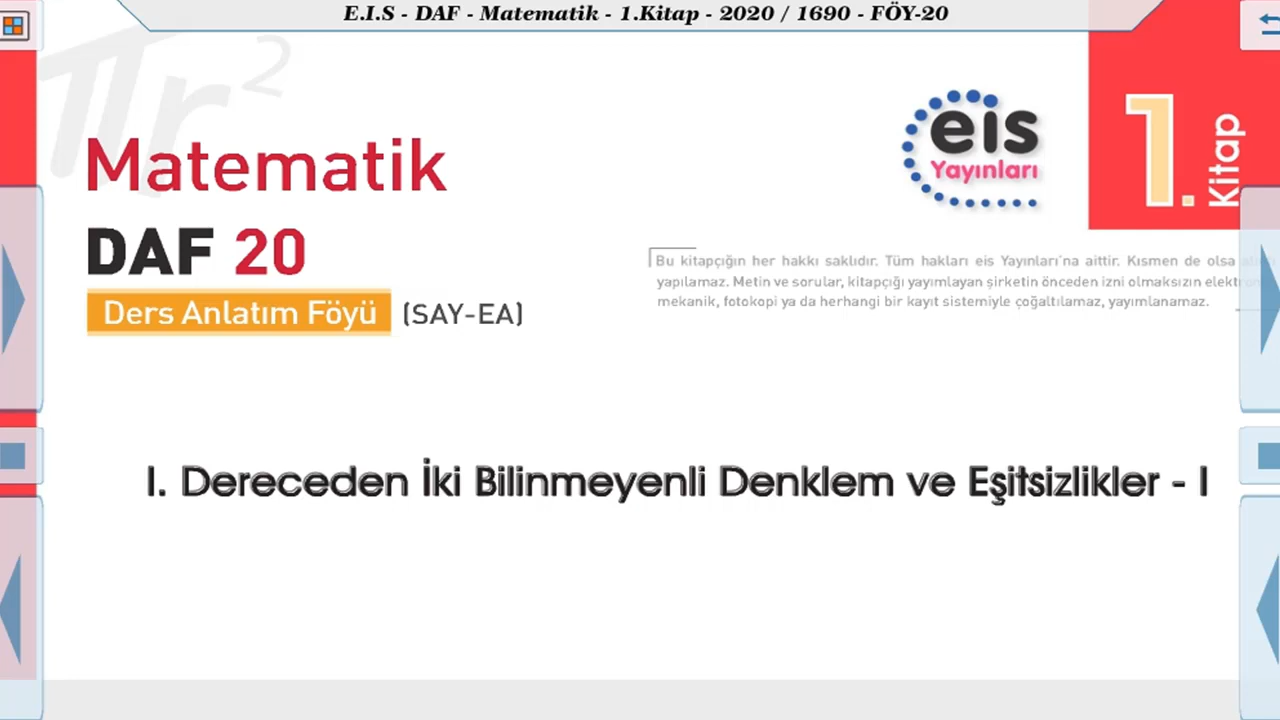 E.I.S - DAF - Matematik - 1.Kitap - 2020 / 1690 - FÖY-20
πr²
eis
Yayınları
1.
Kitap
Matematik
DAF 20
Ders Anlatım Föyü (SAY-EA)
Bu kitapçığın her hakkı saklıdır. Tüm hakları eis Yayınları'na aittir. Kısmen de olsa
yapılamaz. Metin ve sorular, kitapçığı yayımlayan şirketin önceden izni olmaksızın
mekanik, fotokopi ya da herhangi bir kayıt sistemiyle çoğaltılamaz, yayımlanamaz.
I. Dereceden İki Bilinmeyenli Denklem ve Eşitsizlikler - I